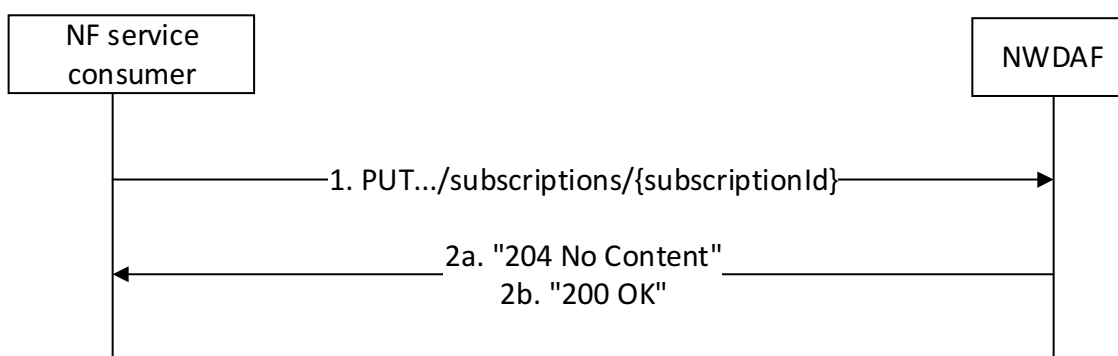 NF service
consumer
NWDAF
1. PUT.../subscriptions/{subscriptionId}
2a. "204 No Content"
2b. "200 OK"